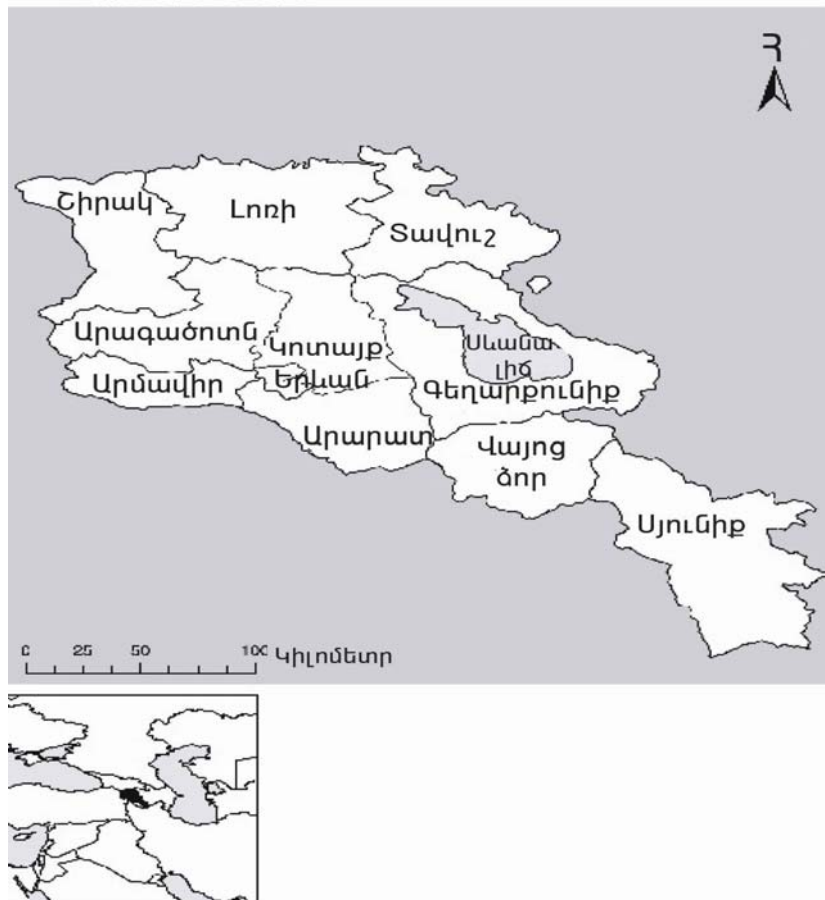 Հ
Շիրակ
Լոռի
Տավուշ
Արագածոտն
Կոտայք
Սևանա
լիճ
Արմավիր
Երևան
Գեղարքունիք
Արարատ
Վայոց
ձոր
Սյունիք
0 25 50 100 Կիլոմետր